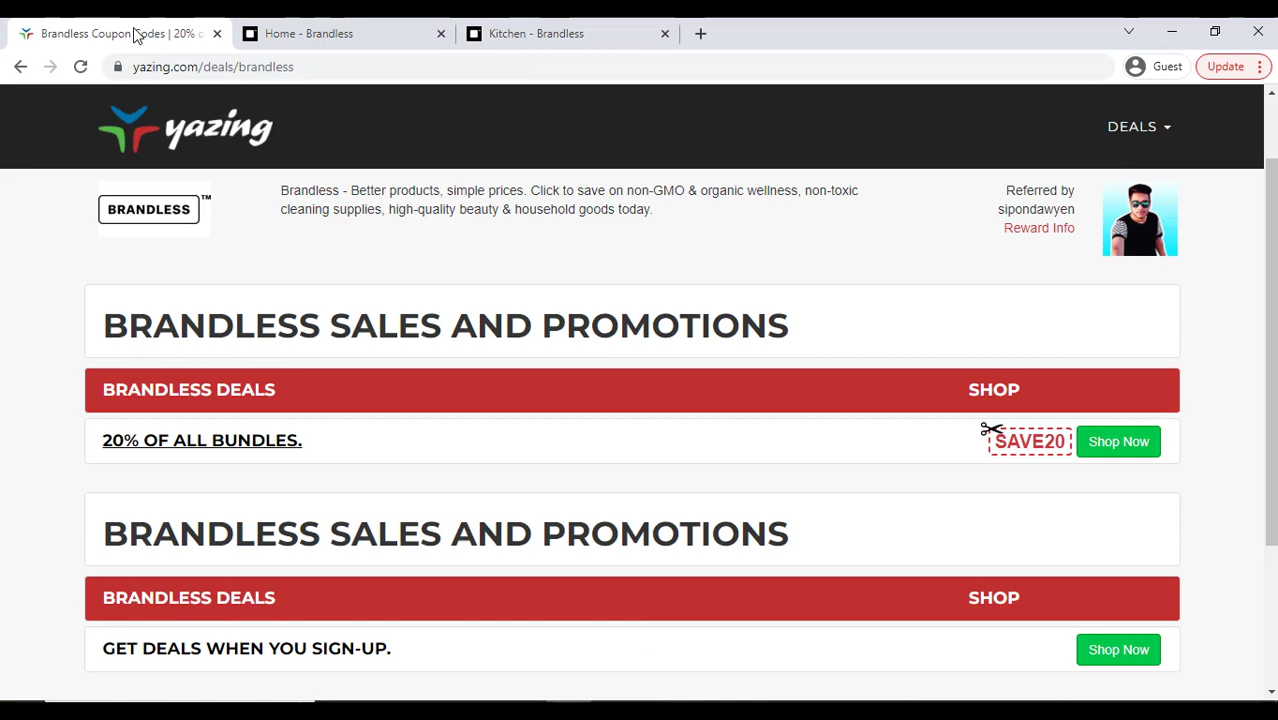 Brandless Coupon Codes | 20% o
Home - Brandless
Kitchen - Brandless
yazing.com/deals/brandless
Guest
Update
yazing
DEALS
BRANDLESS™
Brandless - Better products, simple prices. Click to save on non-GMO & organic wellness, non-toxic
cleaning supplies, high-quality beauty & household goods today.
Referred by
sipondawyen
Reward Info
BRANDLESS SALES AND PROMOTIONS
BRANDLESS DEALS SHOP
20% OF ALL BUNDLES. SAVE20 Shop Now
BRANDLESS SALES AND PROMOTIONS
BRANDLESS DEALS SHOP
GET DEALS WHEN YOU SIGN-UP. Shop Now